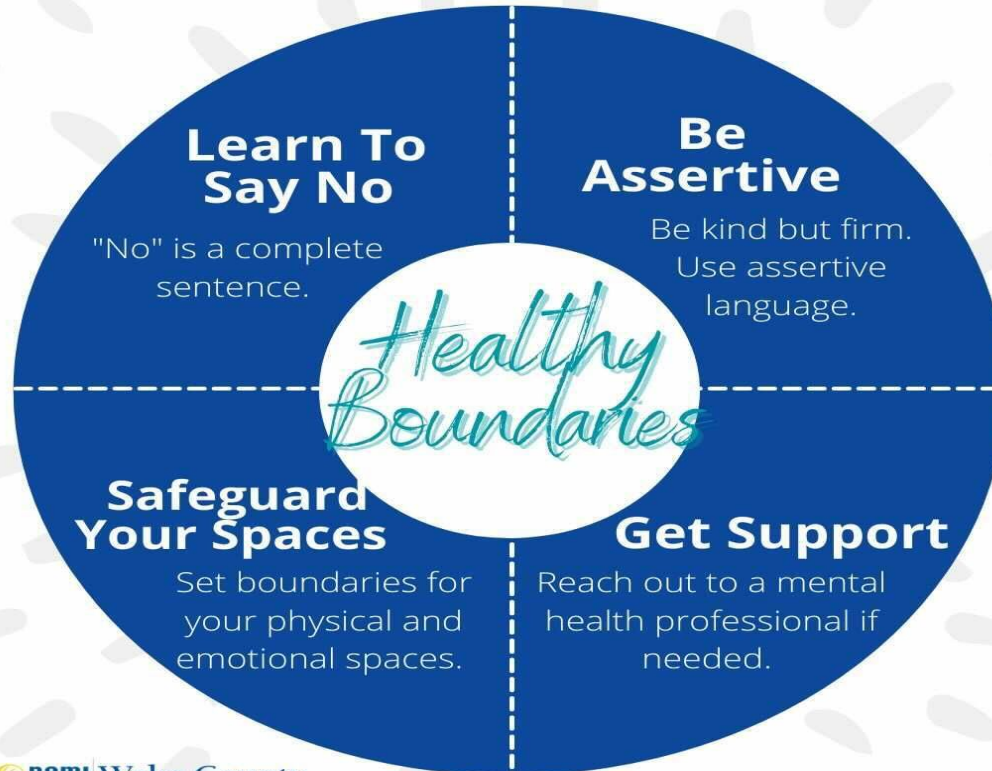 Learn To
Say No
"No" is a complete
sentence.
Be
Assertive
Be kind but firm.
Use assertive
language.
Healthy
Boundaries
Safeguard
Your Spaces
Set boundaries for
your physical and
emotional spaces.
Get Support
Reach out to a mental
health professional if
needed.
nami